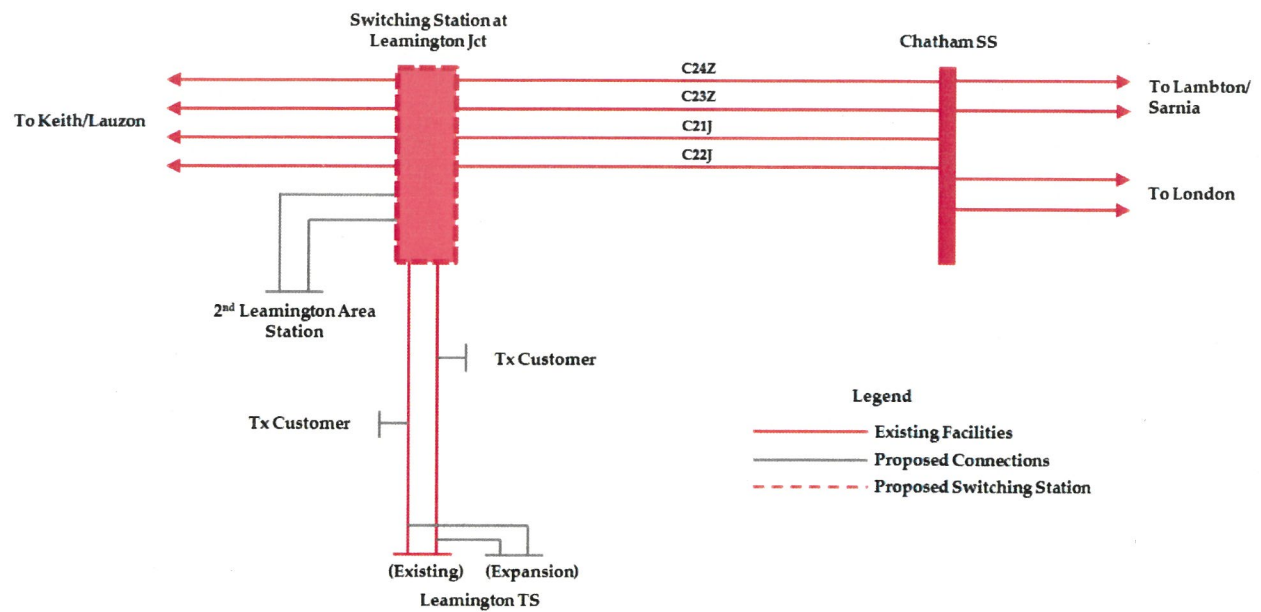 Switching Station at
Leamington Jct
Chatham SS
C24Z
C23Z
C21J
C22J
To Keith/Lauzon
To Lambton/
Sarnia
To London
2nd Leamington Area
Station
Tx Customer
Tx Customer
Legend
Existing Facilities
Proposed Connections
Proposed Switching Station
(Existing)
(Expansion)
Leamington TS